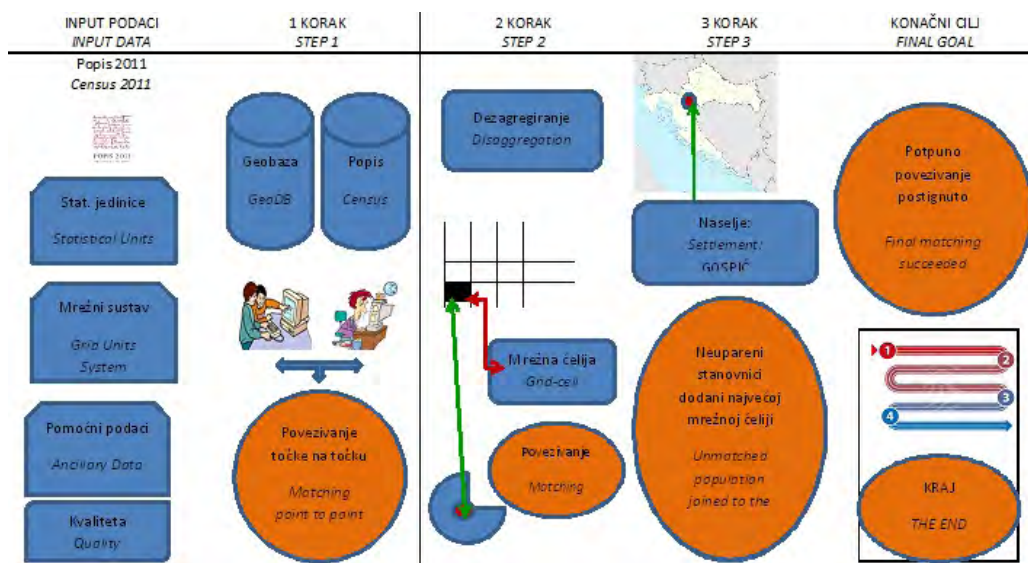 INPUT PODACI
INPUT DATA
Popis 2011
Census 2011
POPIS 2011
Stat. jedinice
Statistical Units
Mrežni sustav
Grid Units
System
Pomoćni podaci
Ancillary Data
Kvaliteta
Quality
1 KORAK
STEP 1
Geobaza
GeoDB
Popis
Census
Povezivanje
točke na točku
Matching
point to point
2 KORAK
STEP 2
Dezagregiranje
Disaggregation
Mrežna ćelija
Grid-cell
Povezivanje
Matching
3 KORAK
STEP 3
Naselje:
Settlement:
GOSPIĆ
Neupareni
stanovnici
dodani najvećoj
mrežnoj ćeliji
Unmatched
population
joined to the
KONAČNI CILJ
FINAL GOAL
Potpuno
povezivanje
postignuto
Final matching
succeeded
1
2
3
4
KRAJ
THE END